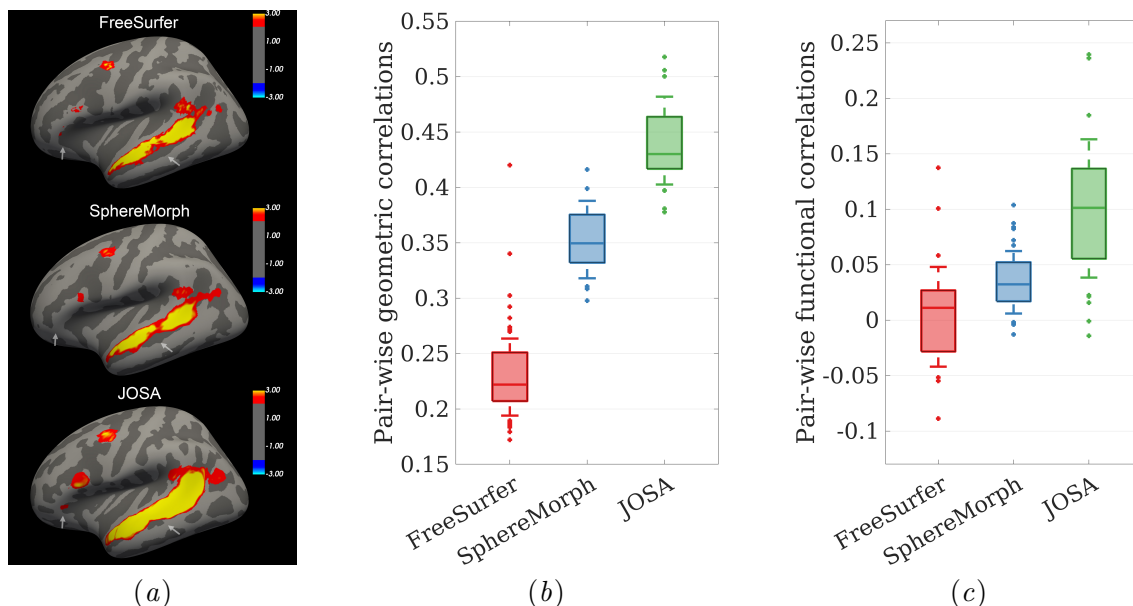 FreeSurfer
3.00
1.00
-1.00
-3.00
SphereMorph
3.00
1.00
-1.00
-3.00
JOSA
3.00
1.00
-1.00
-3.00
(a)
Pair-wise geometric correlations
0.55
0.5
0.45
0.4
0.35
0.3
0.25
0.2
0.15
FreeSurfer
SphereMorph
JOSA
(b)
Pair-wise functional correlations
0.25
0.2
0.15
0.1
0.05
0
-0.05
-0.1
FreeSurfer
SphereMorph
JOSA
(c)